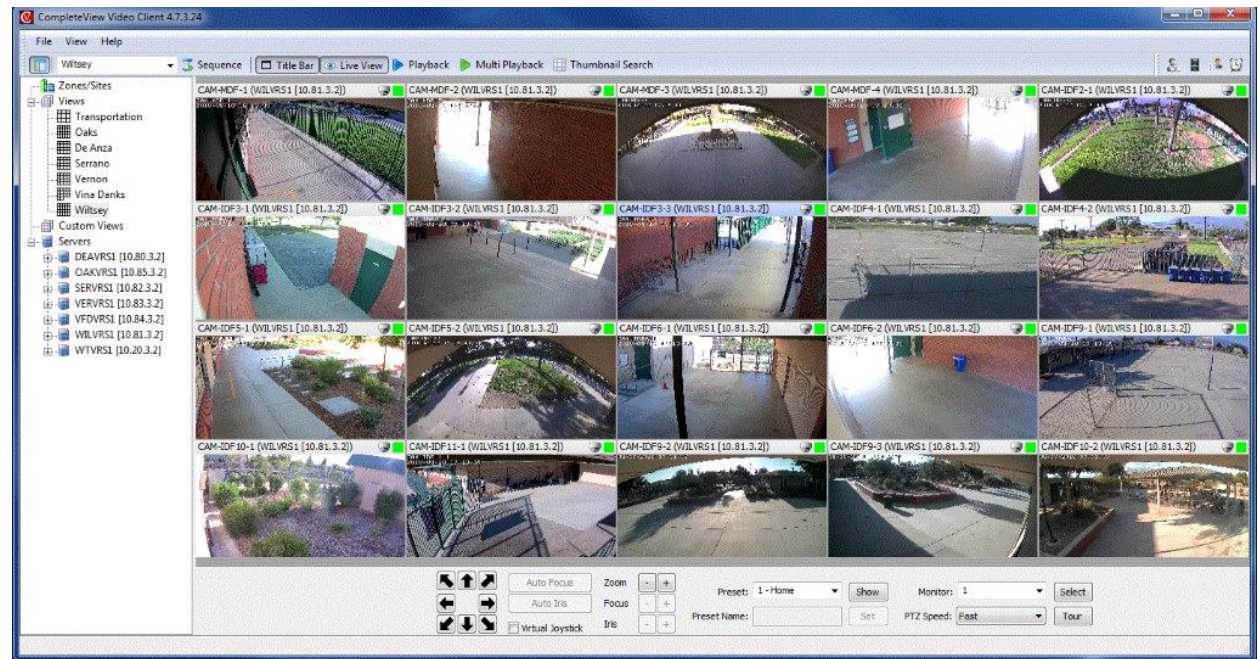 CompleteView Video Client 4.7.3.24
File View Help
Wiltsey Sequence Title Bar Live View Playback Multi Playback Thumbnail Search
Zones/Sites
Views
Transportation
Oaks
De Anza
Serrano
Vernon
Vina Danks
Wiltsey
Custom Views
Servers
DEAVRS1 [10.80.3.2]
OAKVRS1 [10.85.3.2]
SERVRS1 [10.82.3.2]
VERVRS1 [10.83.3.2]
VFDVRS1 [10.84.3.2]
WILVRS1 [10.81.3.2]
WTVRS1 [10.20.3.2]
CAM-MDF-1 (WILVRS1 [10.81.3.2]) CAM-MDF-2 (WILVRS1 [10.81.3.2]) CAM-MDF-3 (WILVRS1 [10.81.3.2]) CAM-MDF-4 (WILVRS1 [10.81.3.2]) CAM-IDF2-1 (WILVRS1 [10.81.3.2])
CAM-IDF3-1 (WILVRS1 [10.81.3.2]) CAM-IDF3-2 (WILVRS1 [10.81.3.2]) CAM-IDF3-3 (WILVRS1 [10.81.3.2]) CAM-IDF4-1 (WILVRS1 [10.81.3.2]) CAM-IDF4-2 (WILVRS1 [10.81.3.2])
CAM-IDF5-1 (WILVRS1 [10.81.3.2]) CAM-IDF5-2 (WILVRS1 [10.81.3.2]) CAM-IDF6-1 (WILVRS1 [10.81.3.2]) CAM-IDF6-2 (WILVRS1 [10.81.3.2]) CAM-IDF9-1 (WILVRS1 [10.81.3.2])
CAM-IDF10-1 (WILVRS1 [10.81.3.2]) CAM-IDF11-1 (WILVRS1 [10.81.3.2]) CAM-IDF9-2 (WILVRS1 [10.81.3.2]) CAM-IDF9-3 (WILVRS1 [10.81.3.2]) CAM-IDF10-2 (WILVRS1 [10.81.3.2])
Auto Focus Zoom - +
Auto Iris Focus - +
Virtual Joystick Iris - +
Preset: 1 - Home Show Monitor: 1 Select
Preset Name: Set PTZ Speed: Fast Tour